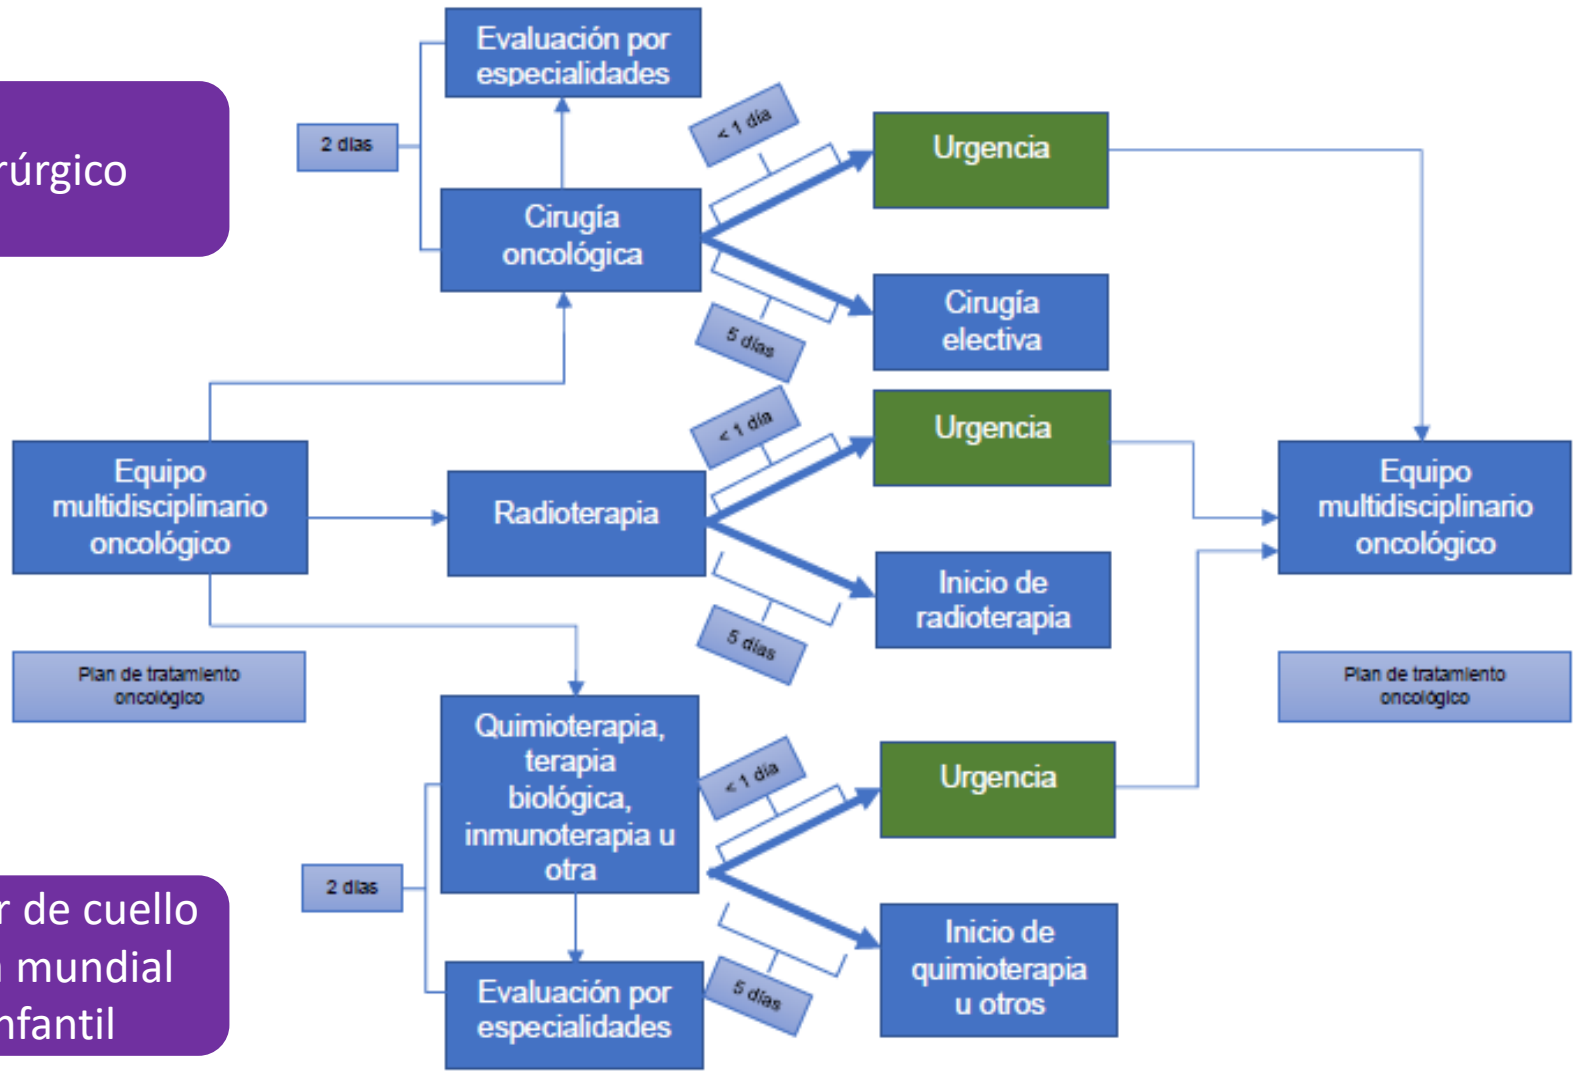 Evaluación por
especialidades
rúrgico
2 días
< 1 día
Urgencia
Cirugía
oncológica
5 días
Cirugía
electiva
Equipo
multidisciplinario
oncológico
Radioterapia
< 1 día
Urgencia
5 días
Inicio de
radioterapia
Equipo
multidisciplinario
oncológico
Plan de tratamiento
oncológico
Plan de tratamiento
oncológico
Quimioterapia,
terapia
biológica,
inmunoterapia u
otra
< 1 día
Urgencia
2 días
r de cuello
n mundial
nfantil
5 días
Inicio de
quimioterapia
u otros
Evaluación por
especialidades